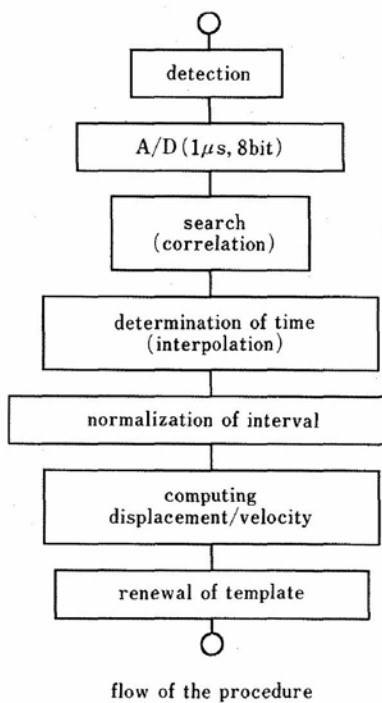 detection
A/D (1μs, 8bit)
search
(correlation)
determination of time
(interpolation)
normalization of interval
computing
displacement/velocity
renewal of template
flow of the procedure